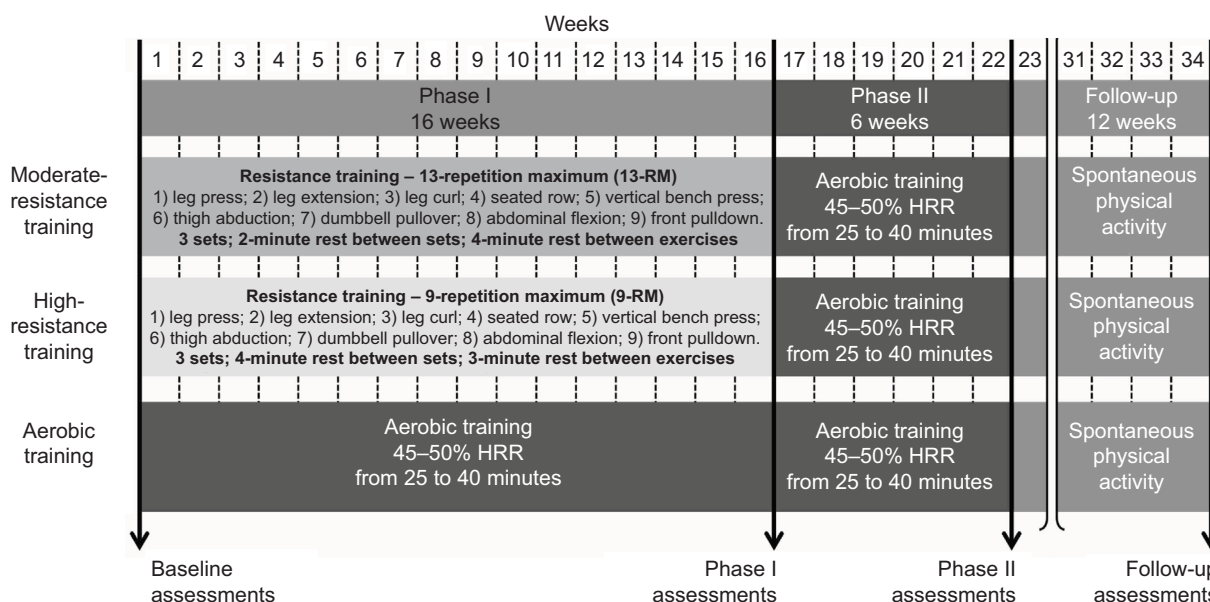 Weeks
1 2 3 4 5 6 7 8 9 10 11 12 13 14 15 16 17 18 19 20 21 22 23 31 32 33 34
Phase I
16 weeks
Phase II
6 weeks
Follow-up
12 weeks
Moderate-
resistance
training
Resistance training – 13-repetition maximum (13-RM)
1) leg press; 2) leg extension; 3) leg curl; 4) seated row; 5) vertical bench press;
6) thigh abduction; 7) dumbbell pullover; 8) abdominal flexion; 9) front pulldown.
3 sets; 2-minute rest between sets; 4-minute rest between exercises
Aerobic training
45–50% HRR
from 25 to 40 minutes
Spontaneous
physical
activity
High-
resistance
training
Resistance training – 9-repetition maximum (9-RM)
1) leg press; 2) leg extension; 3) leg curl; 4) seated row; 5) vertical bench press;
6) thigh abduction; 7) dumbbell pullover; 8) abdominal flexion; 9) front pulldown.
3 sets; 4-minute rest between sets; 3-minute rest between exercises
Aerobic training
45–50% HRR
from 25 to 40 minutes
Spontaneous
physical
activity
Aerobic
training
Aerobic training
45–50% HRR
from 25 to 40 minutes
Aerobic training
45–50% HRR
from 25 to 40 minutes
Spontaneous
physical
activity
Baseline
assessments
Phase I
assessments
Phase II
assessments
Follow-up
assessments